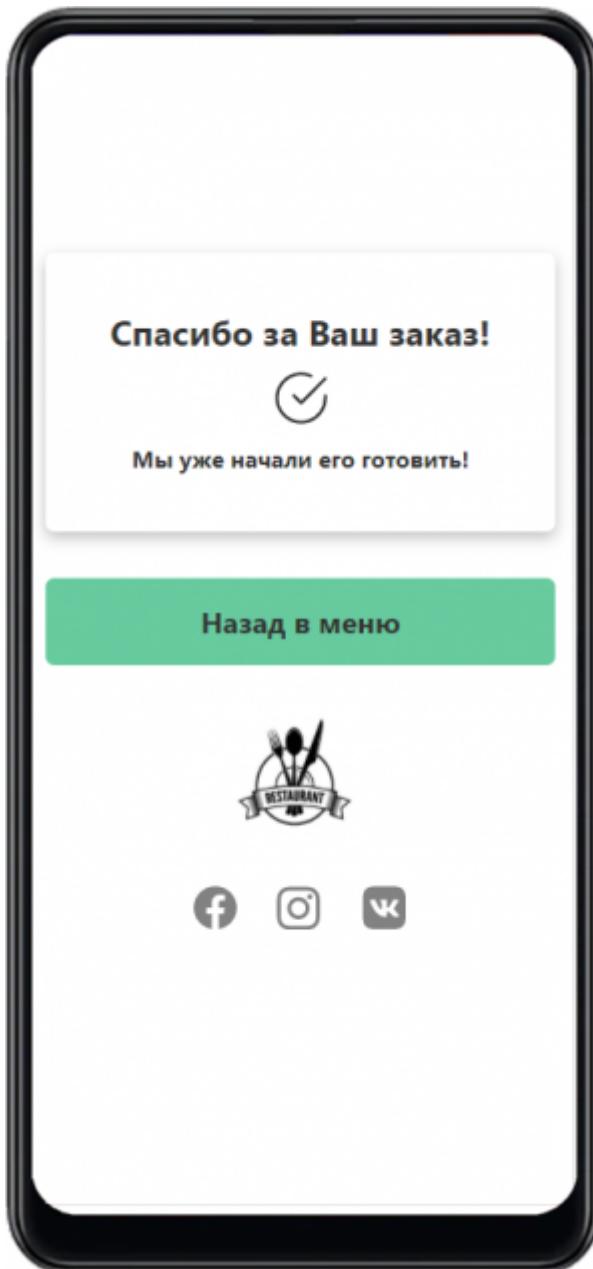 Спасибо за Ваш заказ!
Мы уже начали его готовить!
Назад в меню
RESTAURANT